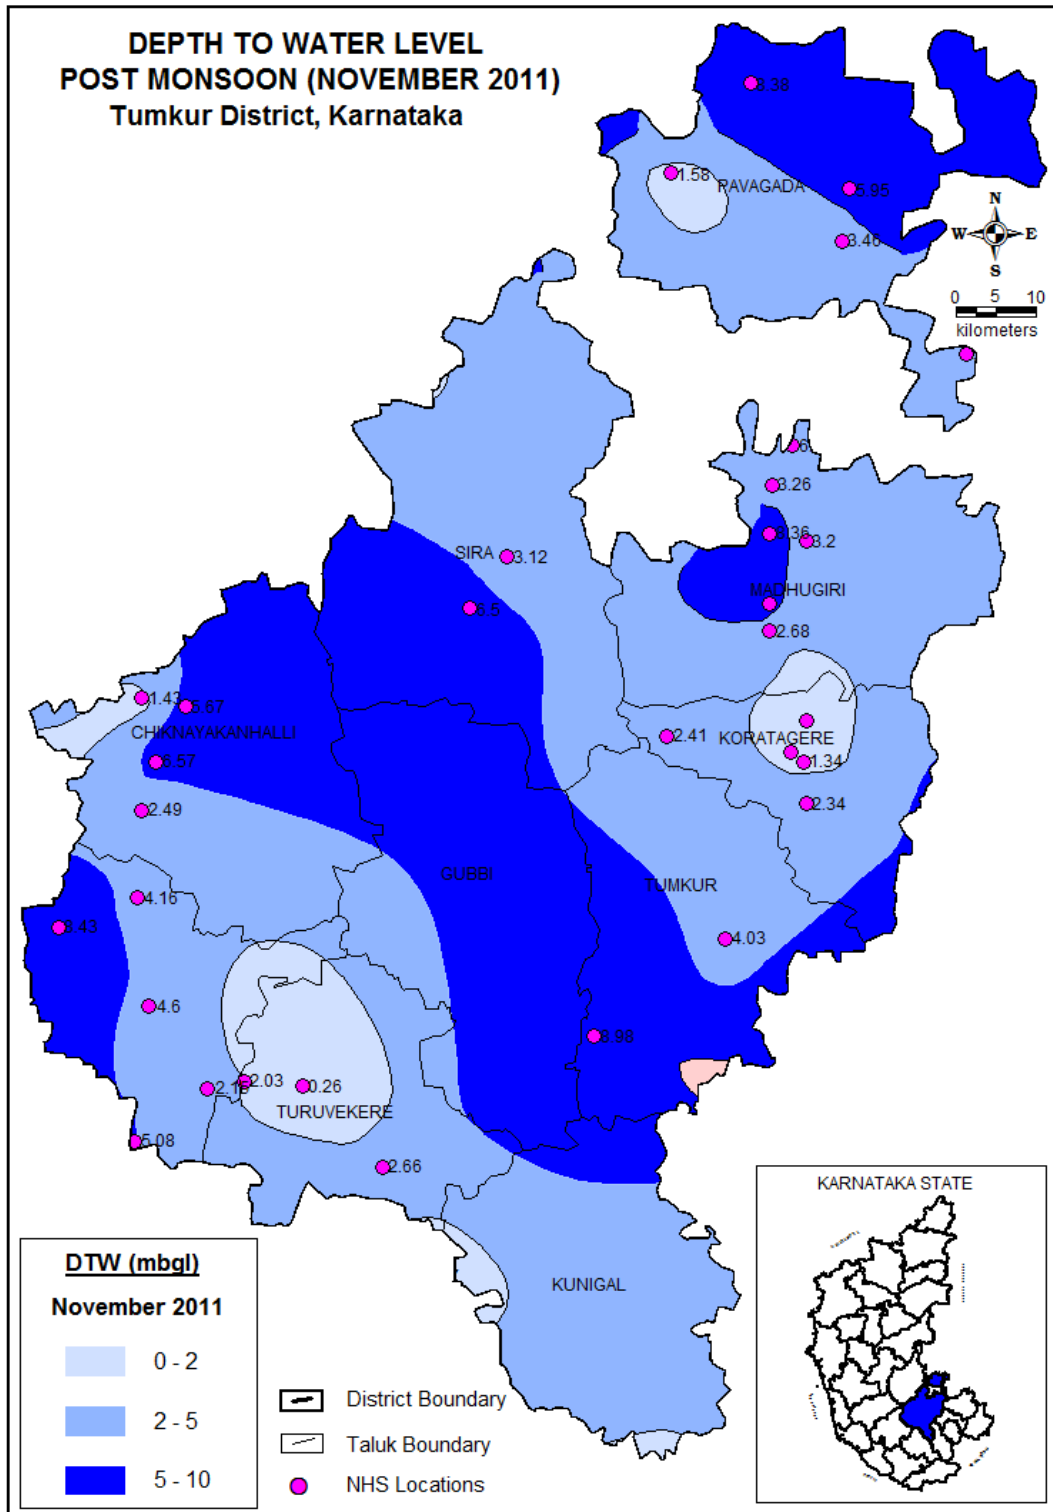 DEPTH TO WATER LEVEL
POST MONSOON (NOVEMBER 2011)
Tumkur District, Karnataka
8.38
1.58
PAVAGADA
5.95
3.46
N
W E
S
0 5 10
kilometers
6
3.26
8.36
3.2
SIRA
3.12
MADHUGIRI
6.5
2.68
1.43
5.67
CHIKNAYAKANHALLI
2.41
KORATAGERE
6.57
1.34
2.49
2.34
GUBBI
TUMKUR
4.16
8.43
4.03
4.6
8.98
2.03
0.26
TURUVEKERE
5.08
2.66
KUNIGAL
KARNATAKA STATE
DTW (mbgl)
November 2011
0 - 2
2 - 5
5 - 10
District Boundary
Taluk Boundary
NHS Locations